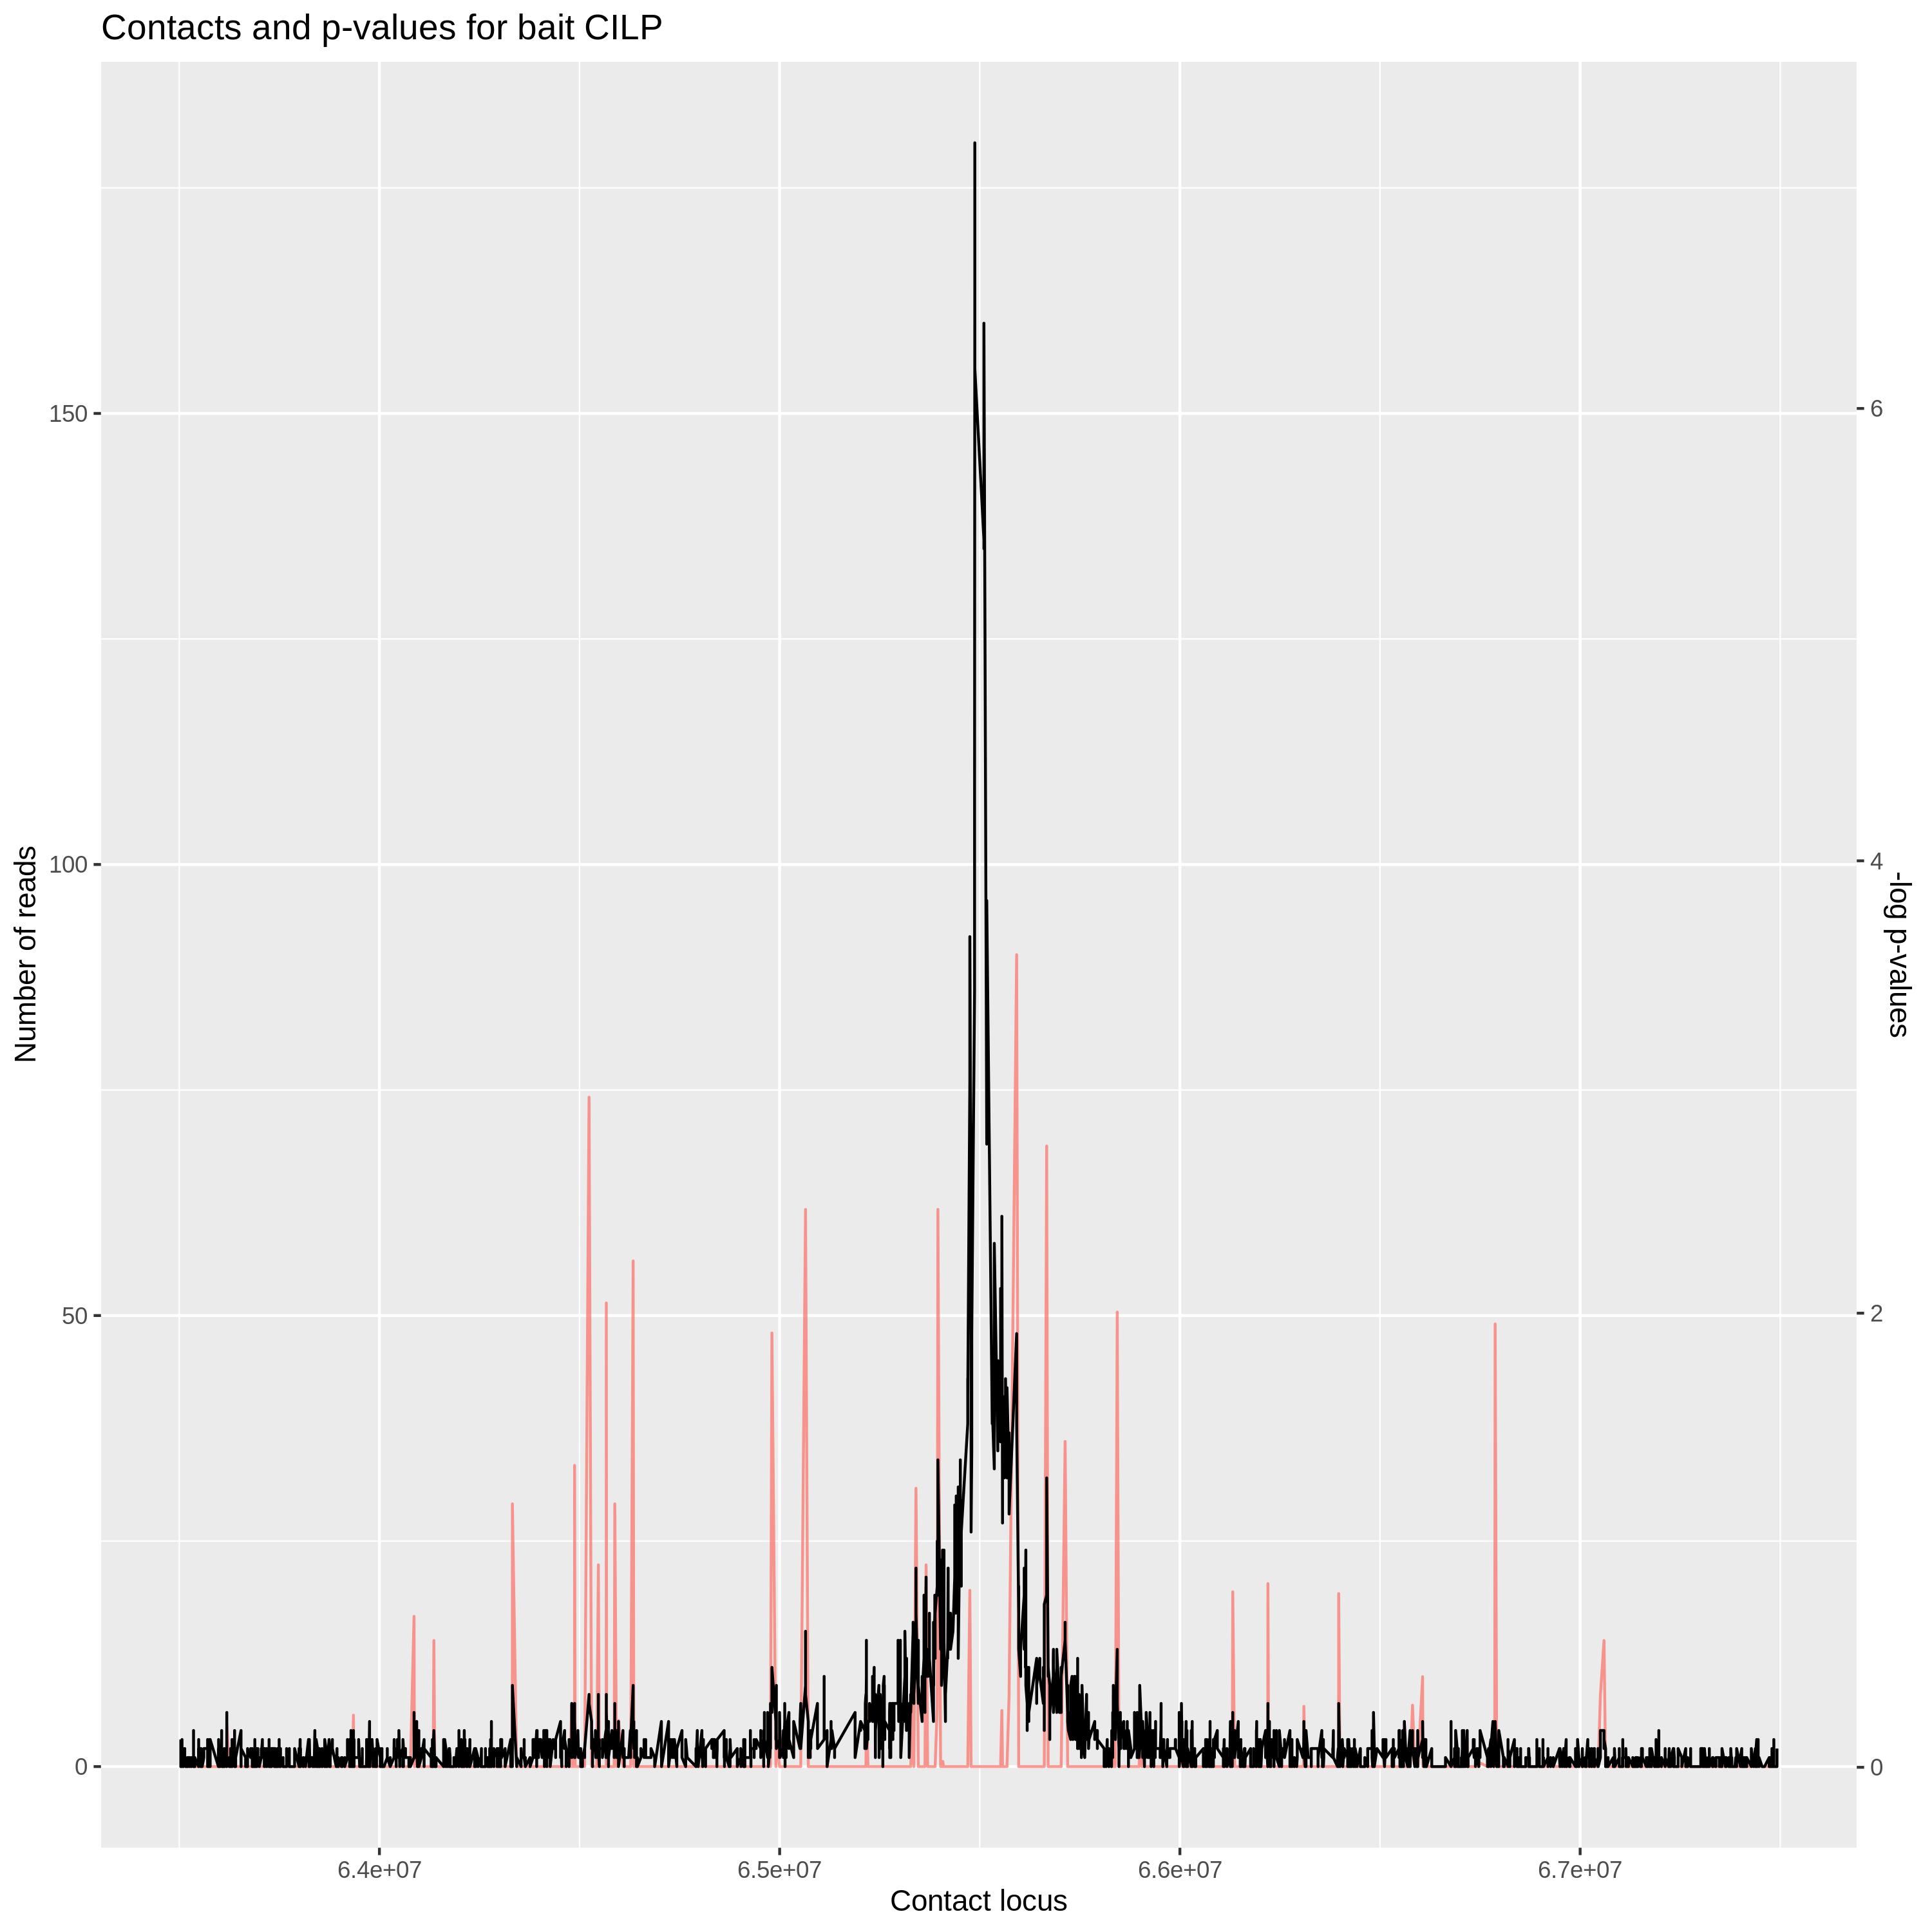 Contacts and p-values for bait CILP
Number of reads
150
100
50
0
6
4
2
0
-log p-values
6.4e+07
6.5e+07
6.6e+07
6.7e+07
Contact locus